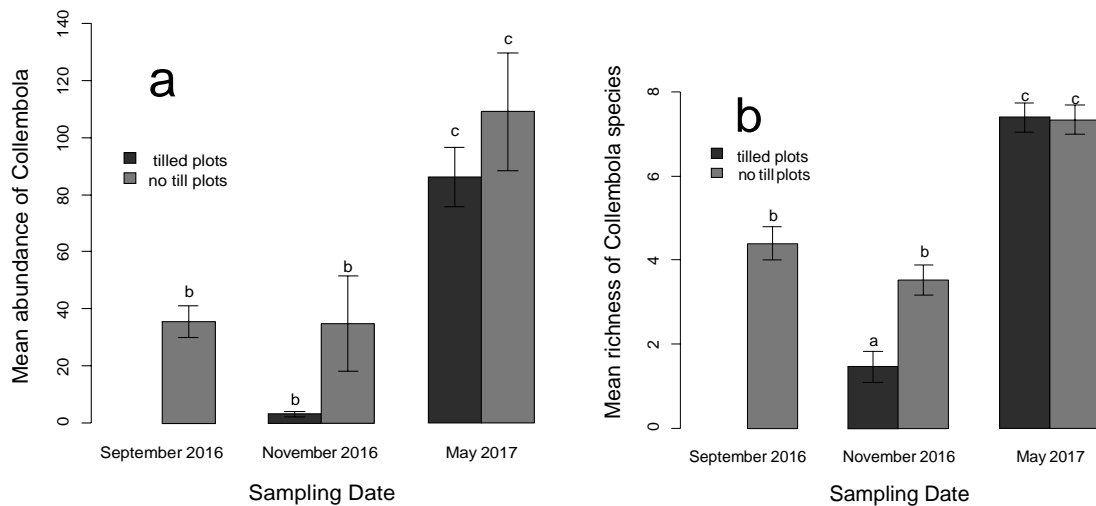 Mean abundance of Collembola
140
120
100
80
60
40
20
0
a
tilled plots
no till plots
b
b
b
c
c
September 2016
November 2016
May 2017
Sampling Date
Mean richness of Collembola species
8
6
4
2
0
b
tilled plots
no till plots
b
a
b
c
c
September 2016
November 2016
May 2017
Sampling Date